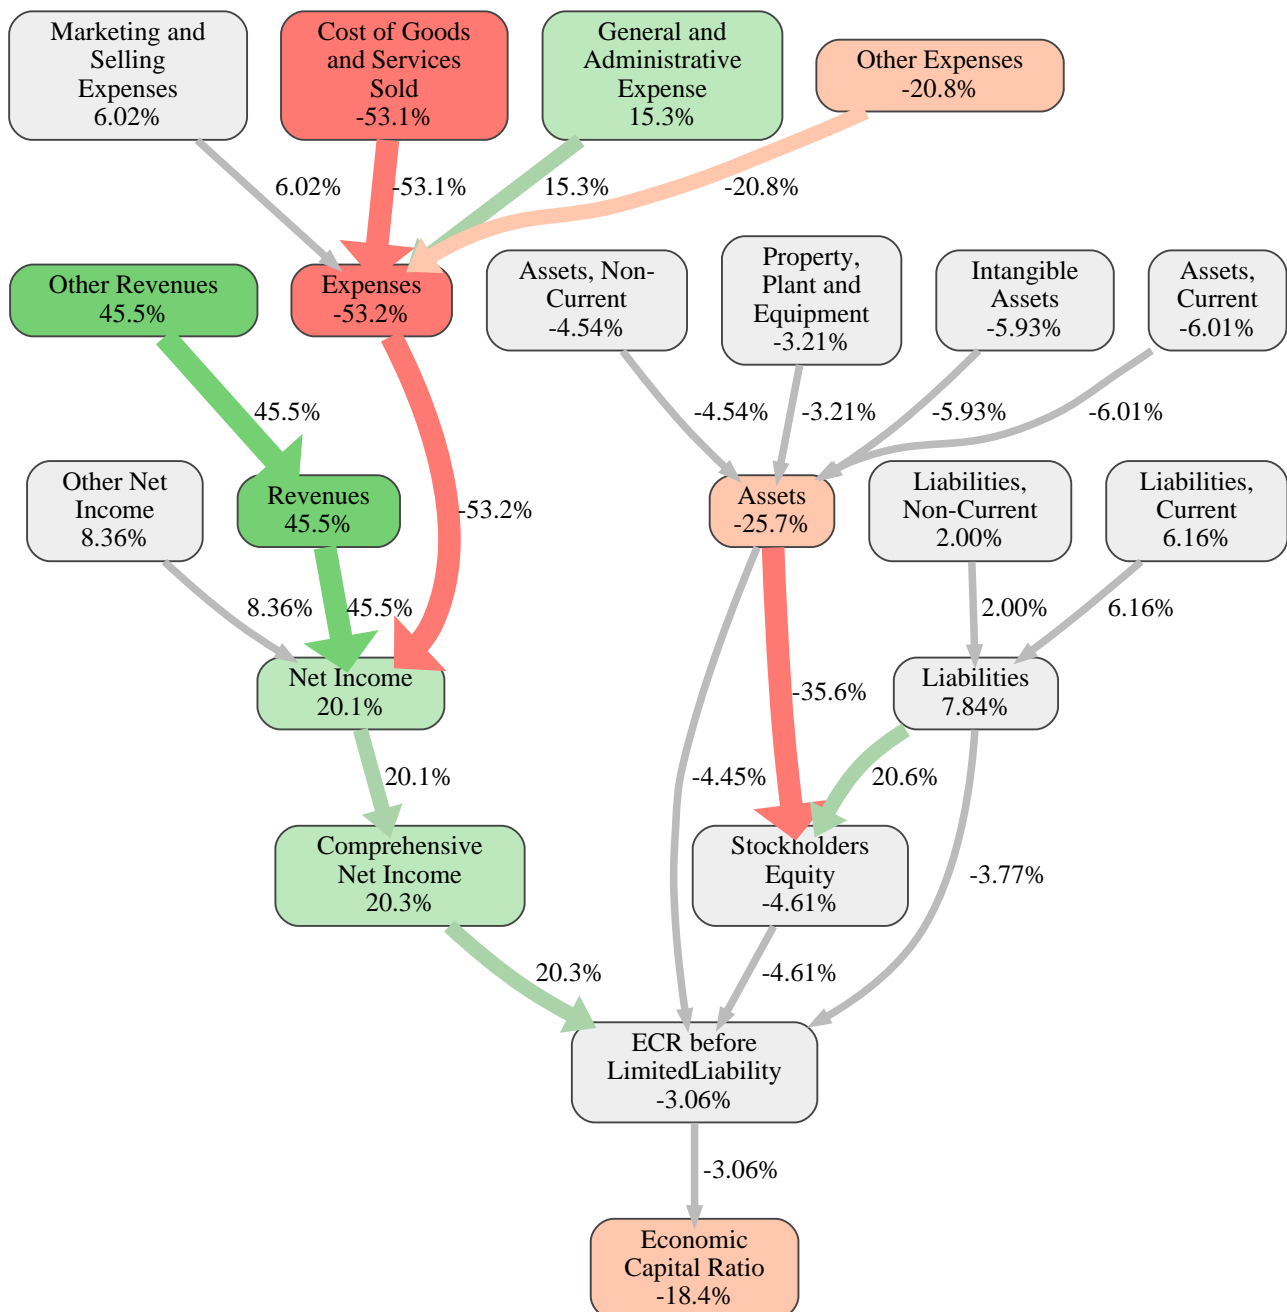 Marketing and
Selling
Expenses
6.02%
Cost of Goods
and Services
Sold
-53.1%
General and
Administrative
Expense
15.3%
Other Expenses
-20.8%
6.02%
-53.1%
15.3%
-20.8%
Other Revenues
45.5%
Expenses
-53.2%
Assets, Non-
Current
-4.54%
Property,
Plant and
Equipment
-3.21%
Intangible
Assets
-5.93%
Assets,
Current
-6.01%
45.5%
-53.2%
-4.54%
-3.21%
-5.93%
-6.01%
Other Net
Income
8.36%
Revenues
45.5%
Assets
-25.7%
Liabilities,
Non-Current
2.00%
Liabilities,
Current
6.16%
8.36%
45.5%
2.00%
6.16%
Net Income
20.1%
-35.6%
Liabilities
7.84%
20.1%
-4.45%
20.6%
Comprehensive
Net Income
20.3%
Stockholders
Equity
-4.61%
-3.77%
20.3%
-4.61%
ECR before
LimitedLiability
-3.06%
-3.06%
Economic
Capital Ratio
-18.4%